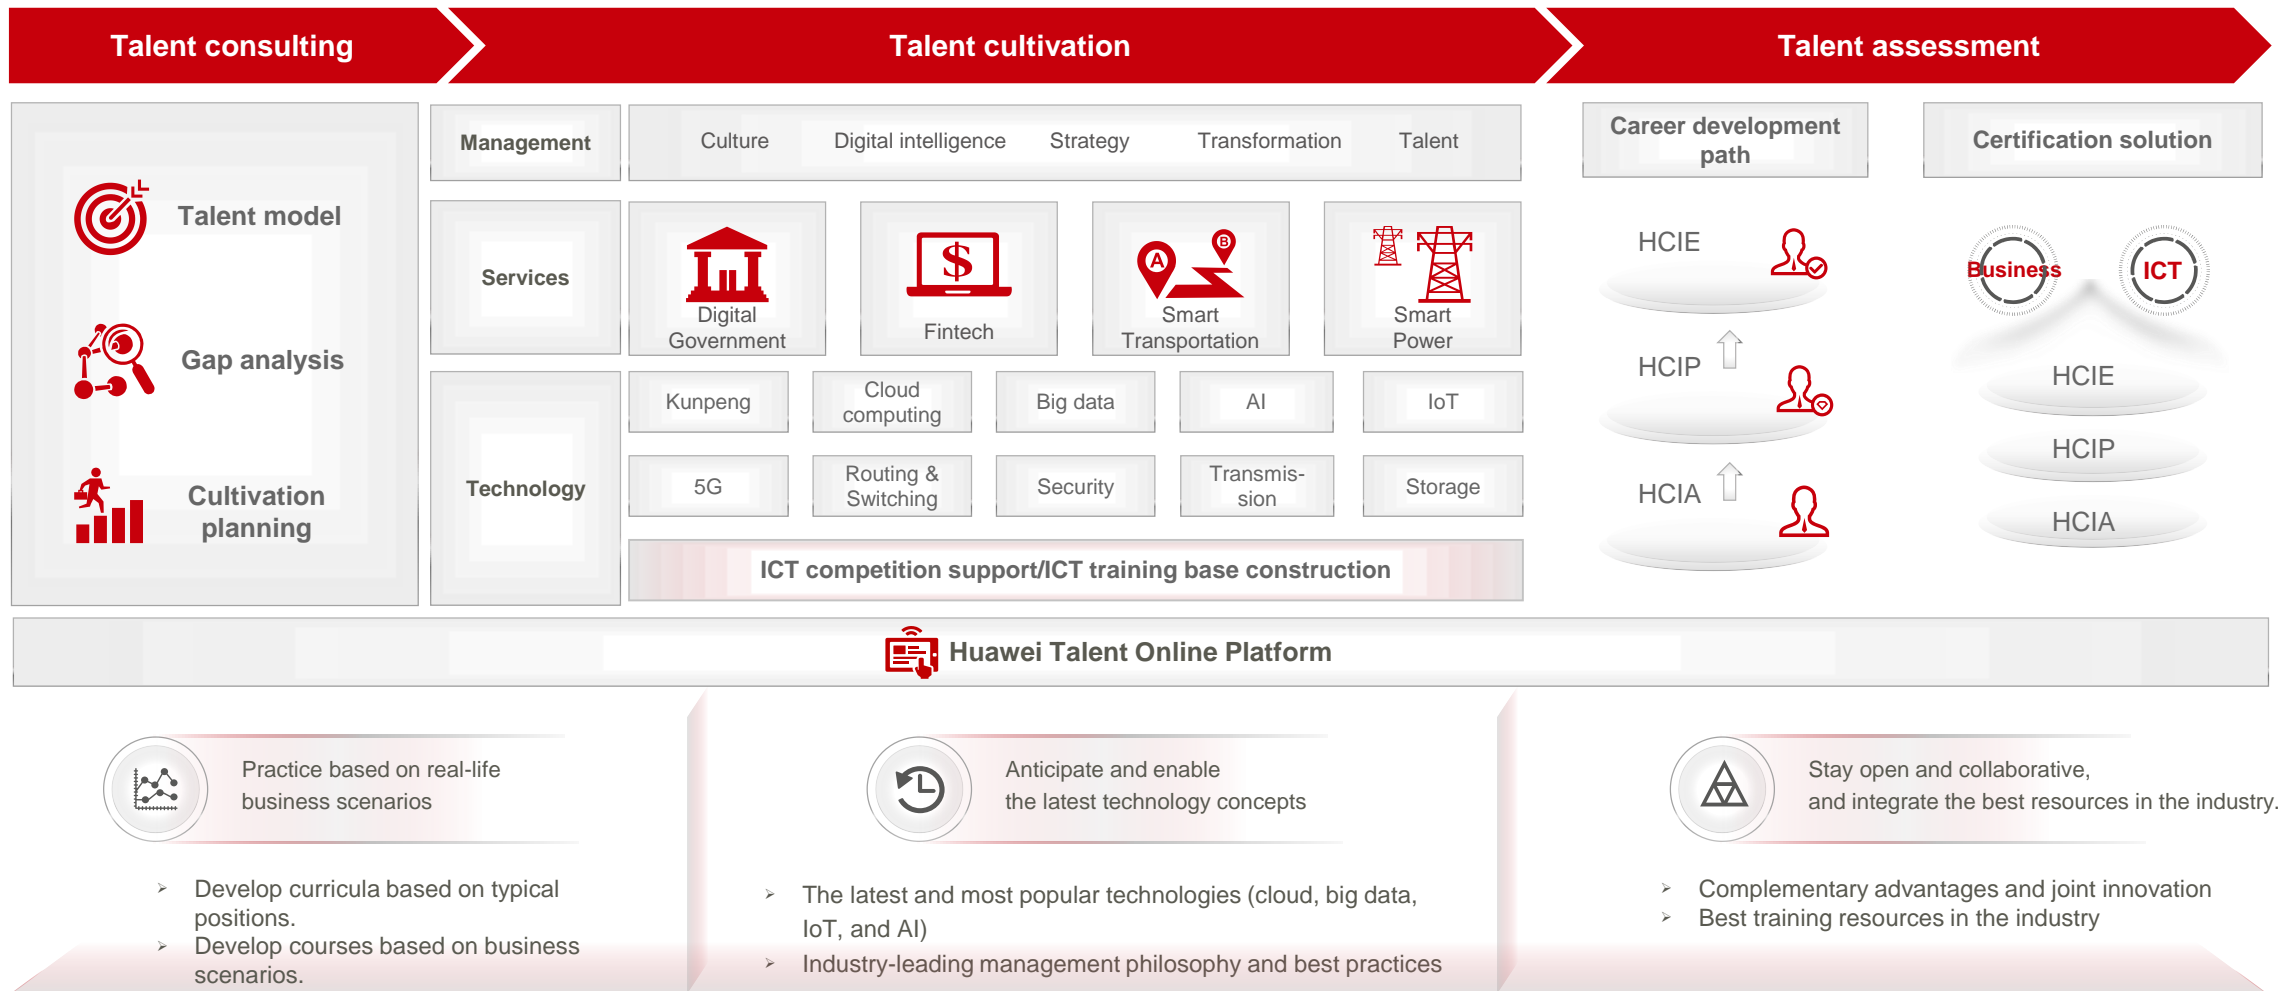 Talent consulting
Talent cultivation
Talent assessment
Talent model
Gap analysis
Cultivation
planning
Management
Culture
Digital intelligence
Strategy
Transformation
Talent
Services
Digital
Government
Fintech
A
B
Smart
Transportation
Smart
Power
Technology
Kunpeng
Cloud
computing
Big data
AI
IoT
5G
Routing &
Switching
Security
Transmis-
sion
Storage
ICT competition support/ICT training base construction
Career development
path
HCIE
HCIP
HCIA
Certification solution
Business
ICT
HCIE
HCIP
HCIA
Huawei Talent Online Platform
Practice based on real-life
business scenarios
Develop curricula based on typical
positions.
Develop courses based on business
scenarios.
Anticipate and enable
the latest technology concepts
The latest and most popular technologies (cloud, big data,
IoT, and AI)
Industry-leading management philosophy and best practices
Stay open and collaborative,
and integrate the best resources in the industry.
Complementary advantages and joint innovation
Best training resources in the industry